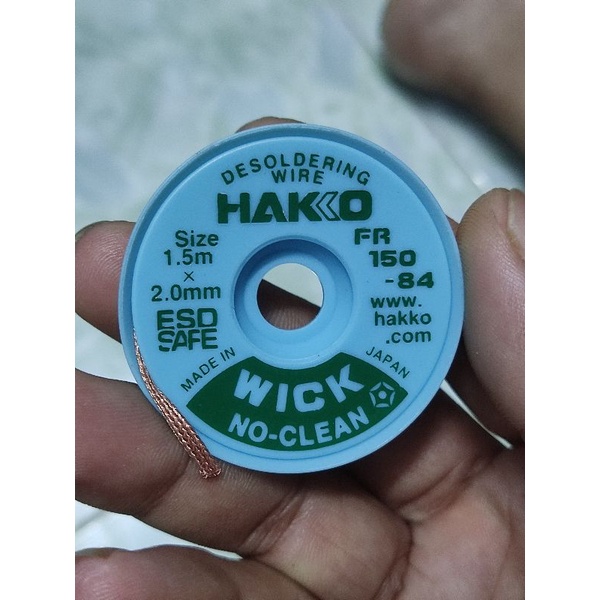 DESOLDERING
WIRE
HAKKO
Size
1.5m
×
2.0mm
ESD
SAFE
FR
150
-84
www.
hakko
.com
MADE IN JAPAN
WICK
NO-CLEAN